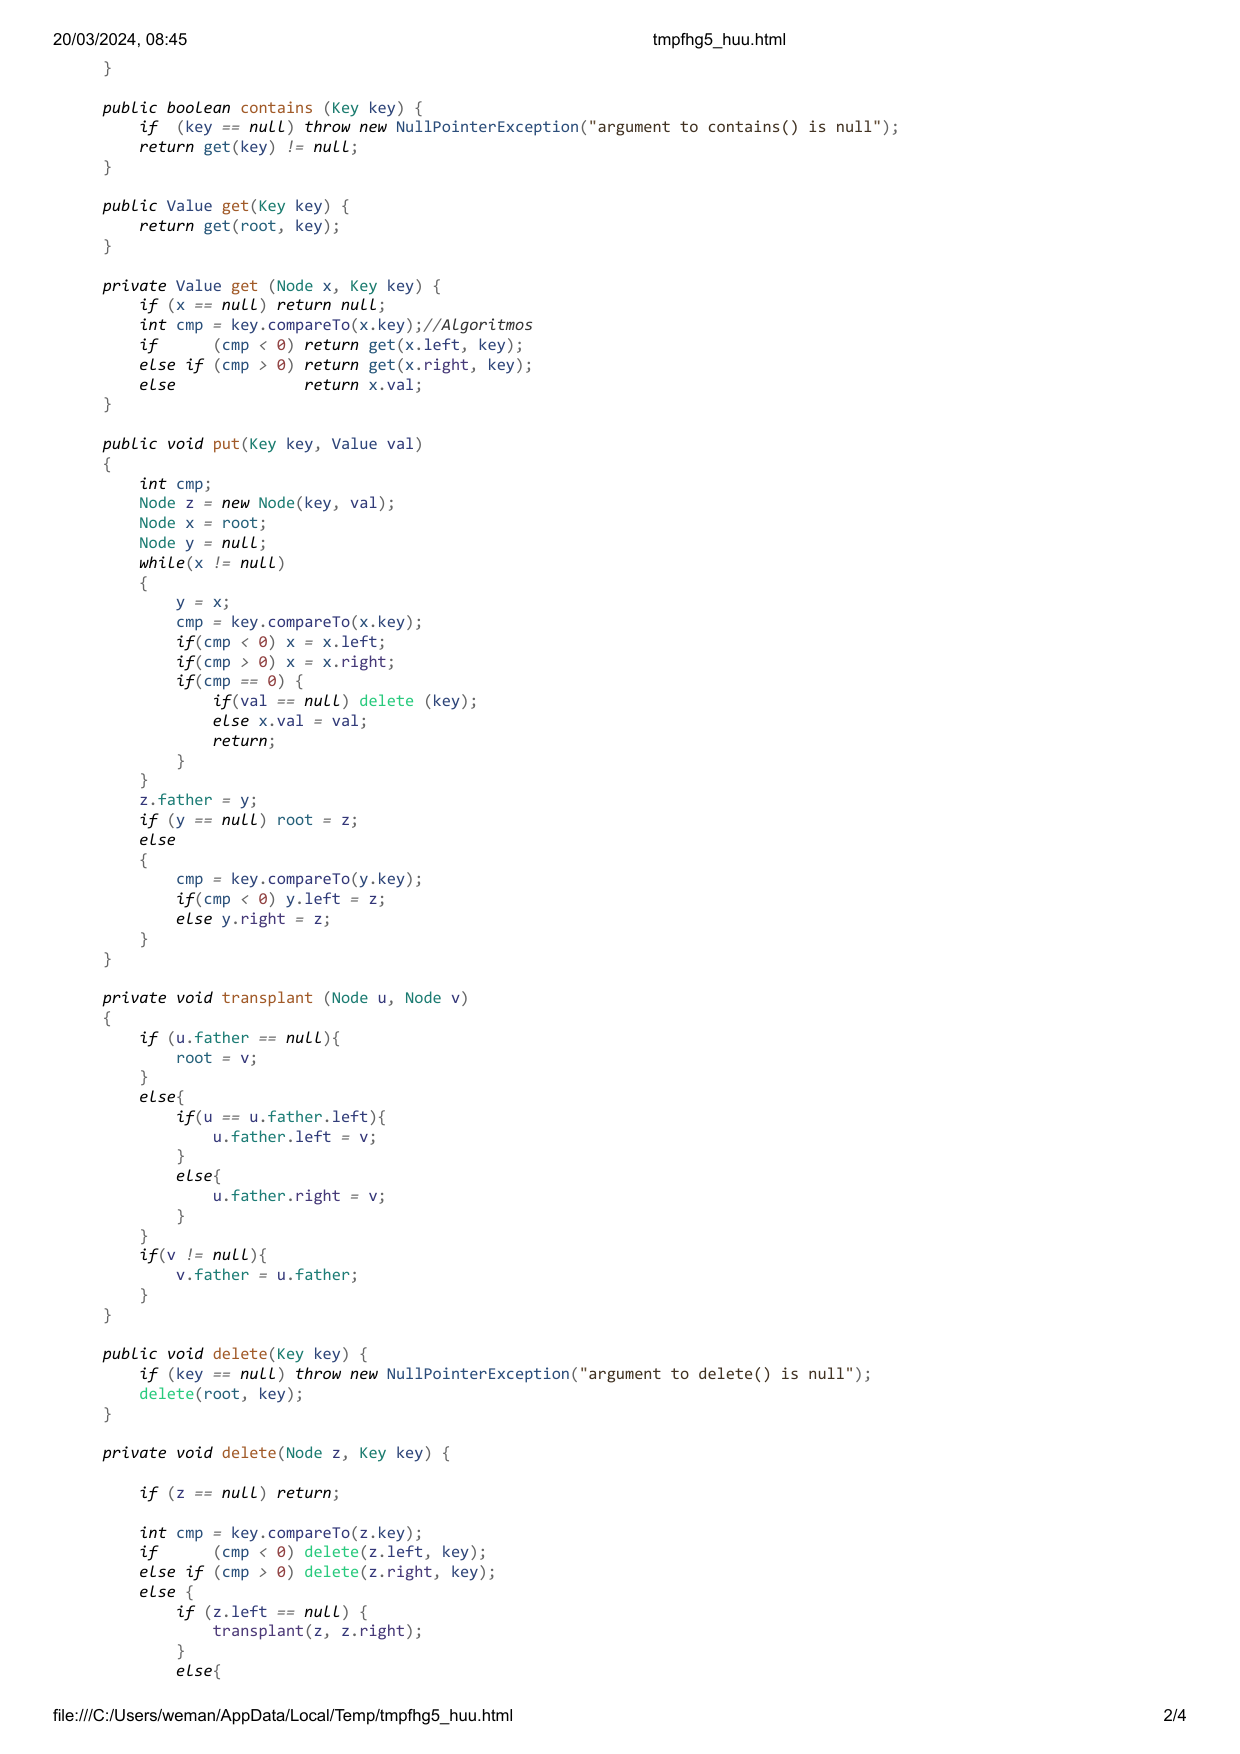 20/03/2024, 08:45 tmpfhg5_huu.html
    }

    public boolean contains (Key key) {
        if  (key == null) throw new NullPointerException("argument to contains() is null");
        return get(key) != null;
    }

    public Value get(Key key) {
        return get(root, key);
    }

    private Value get (Node x, Key key) {
        if (x == null) return null;
        int cmp = key.compareTo(x.key);//Algoritmos
        if      (cmp < 0) return get(x.left, key);
        else if (cmp > 0) return get(x.right, key);
        else              return x.val;
    }

    public void put(Key key, Value val)
    {
        int cmp;
        Node z = new Node(key, val);
        Node x = root;
        Node y = null;
        while(x != null)
        {
            y = x;
            cmp = key.compareTo(x.key);
            if(cmp < 0) x = x.left;
            if(cmp > 0) x = x.right;
            if(cmp == 0) {
                if(val == null) delete (key);
                else x.val = val;
                return;
            }
        }
        z.father = y;
        if (y == null) root = z;
        else
        {
            cmp = key.compareTo(y.key);
            if(cmp < 0) y.left = z;
            else y.right = z;
        }
    }

    private void transplant (Node u, Node v)
    {
        if (u.father == null){
            root = v;
        }
        else{
            if(u == u.father.left){
                u.father.left = v;
            }
            else{
                u.father.right = v;
            }
        }
        if(v != null){
            v.father = u.father;
        }
    }

    public void delete(Key key) {
        if (key == null) throw new NullPointerException("argument to delete() is null");
        delete(root, key);
    }

    private void delete(Node z, Key key) {

        if (z == null) return;

        int cmp = key.compareTo(z.key);
        if      (cmp < 0) delete(z.left, key);
        else if (cmp > 0) delete(z.right, key);
        else {
            if (z.left == null) {
                transplant(z, z.right);
            }
            else{
file:///C:/Users/weman/AppData/Local/Temp/tmpfhg5_huu.html 2/4